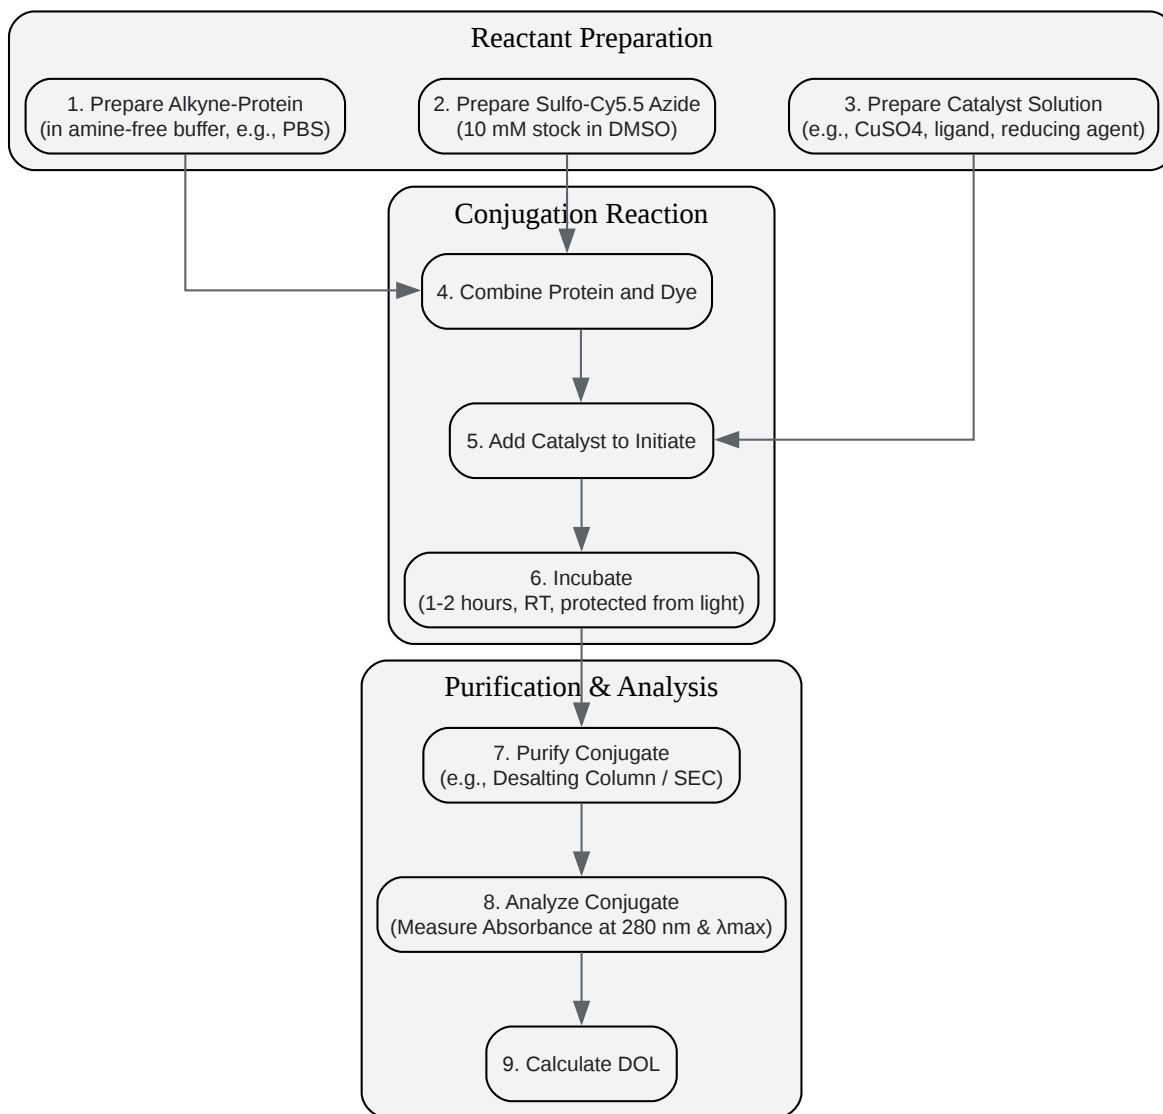 Reactant Preparation
1. Prepare Alkyne-Protein
(in amine-free buffer, e.g., PBS)
2. Prepare Sulfo-Cy5.5 Azide
(10 mM stock in DMSO)
3. Prepare Catalyst Solution
(e.g., CuSO4, ligand, reducing agent)
Conjugation Reaction
4. Combine Protein and Dye
5. Add Catalyst to Initiate
6. Incubate
(1-2 hours, RT, protected from light)
Purification & Analysis
7. Purify Conjugate
(e.g., Desalting Column / SEC)
8. Analyze Conjugate
(Measure Absorbance at 280 nm & λmax)
9. Calculate DOL